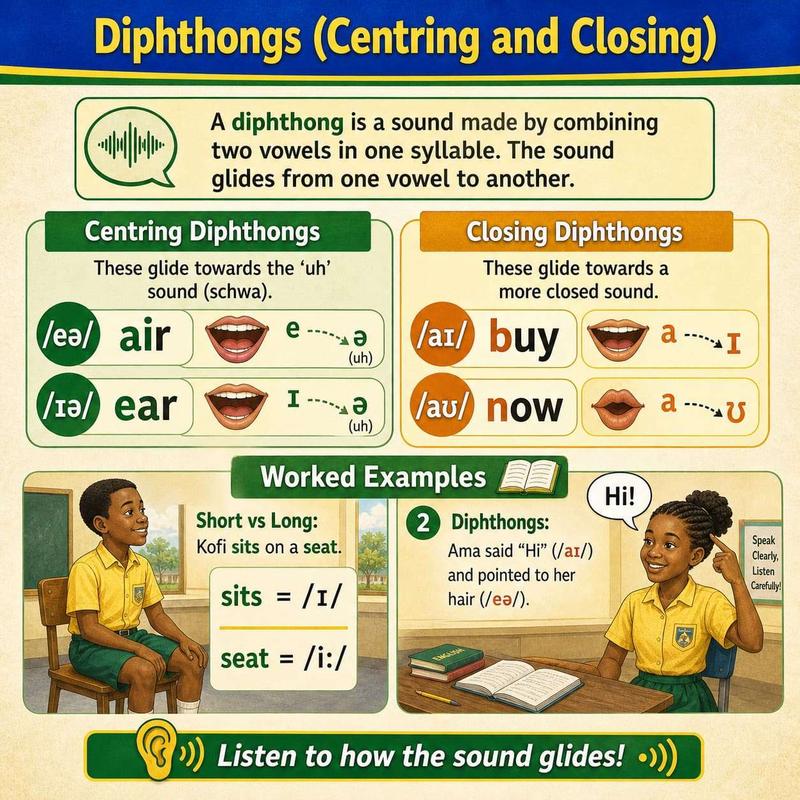 Diphthongs (Centring and Closing)
A diphthong is a sound made by combining
two vowels in one syllable. The sound
glides from one vowel to another.
Centring Diphthongs
These glide towards the ‘uh’
sound (schwa).
/eə/ air e ə
(uh)
/ɪə/ ear ɪ ə
(uh)
Closing Diphthongs
These glide towards a
more closed sound.
/aɪ/ buy a ɪ
/aʊ/ now a ʊ
Worked Examples
Short vs Long:
Kofi sits on a seat.
sits = /ɪ/
seat = /i:/
2 Diphthongs:
Ama said “Hi” (/aɪ/)
and pointed to her
hair (/eə/).
Hi!
Speak
Clearly,
Listen
Carefully!
ENGLISH
Listen to how the sound glides!